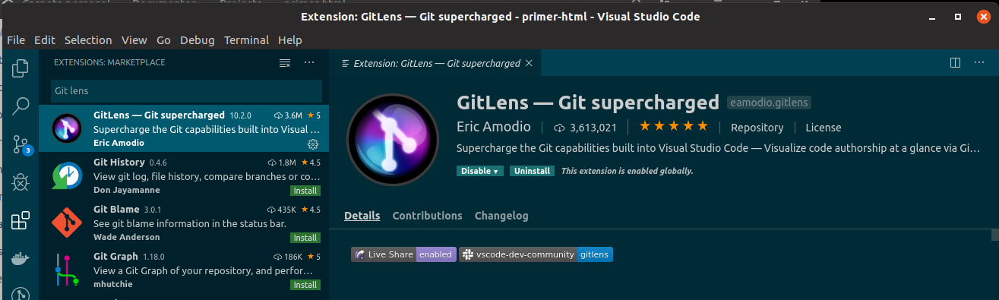 Extension: GitLens — Git supercharged - primer-html - Visual Studio Code
File Edit Selection View Go Debug Terminal Help
EXTENSIONS: MARKETPLACE
Git lens
GitLens — Git supercharged 10.2.0 3.6M 5
Supercharge the Git capabilities built into Visual ...
Eric Amodio
Git History 0.4.6 1.8M 4.5
View git log, file history, compare branches or co...
Don Jayamanne Install
Git Blame 3.0.1 435K 4.5
See git blame information in the status bar.
Wade Anderson Install
Git Graph 1.18.0 186K 5
View a Git Graph of your repository, and perfor...
mhutchie Install
3
Extension: GitLens — Git supercharged
GitLens — Git supercharged eamodio.gitlens
Eric Amodio 3,613,021 Repository License
Supercharge the Git capabilities built into Visual Studio Code — Visualize code authorship at a glance via Gi...
Disable Uninstall This extension is enabled globally.
Details Contributions Changelog
Live Share enabled vscode-dev-community gitlens